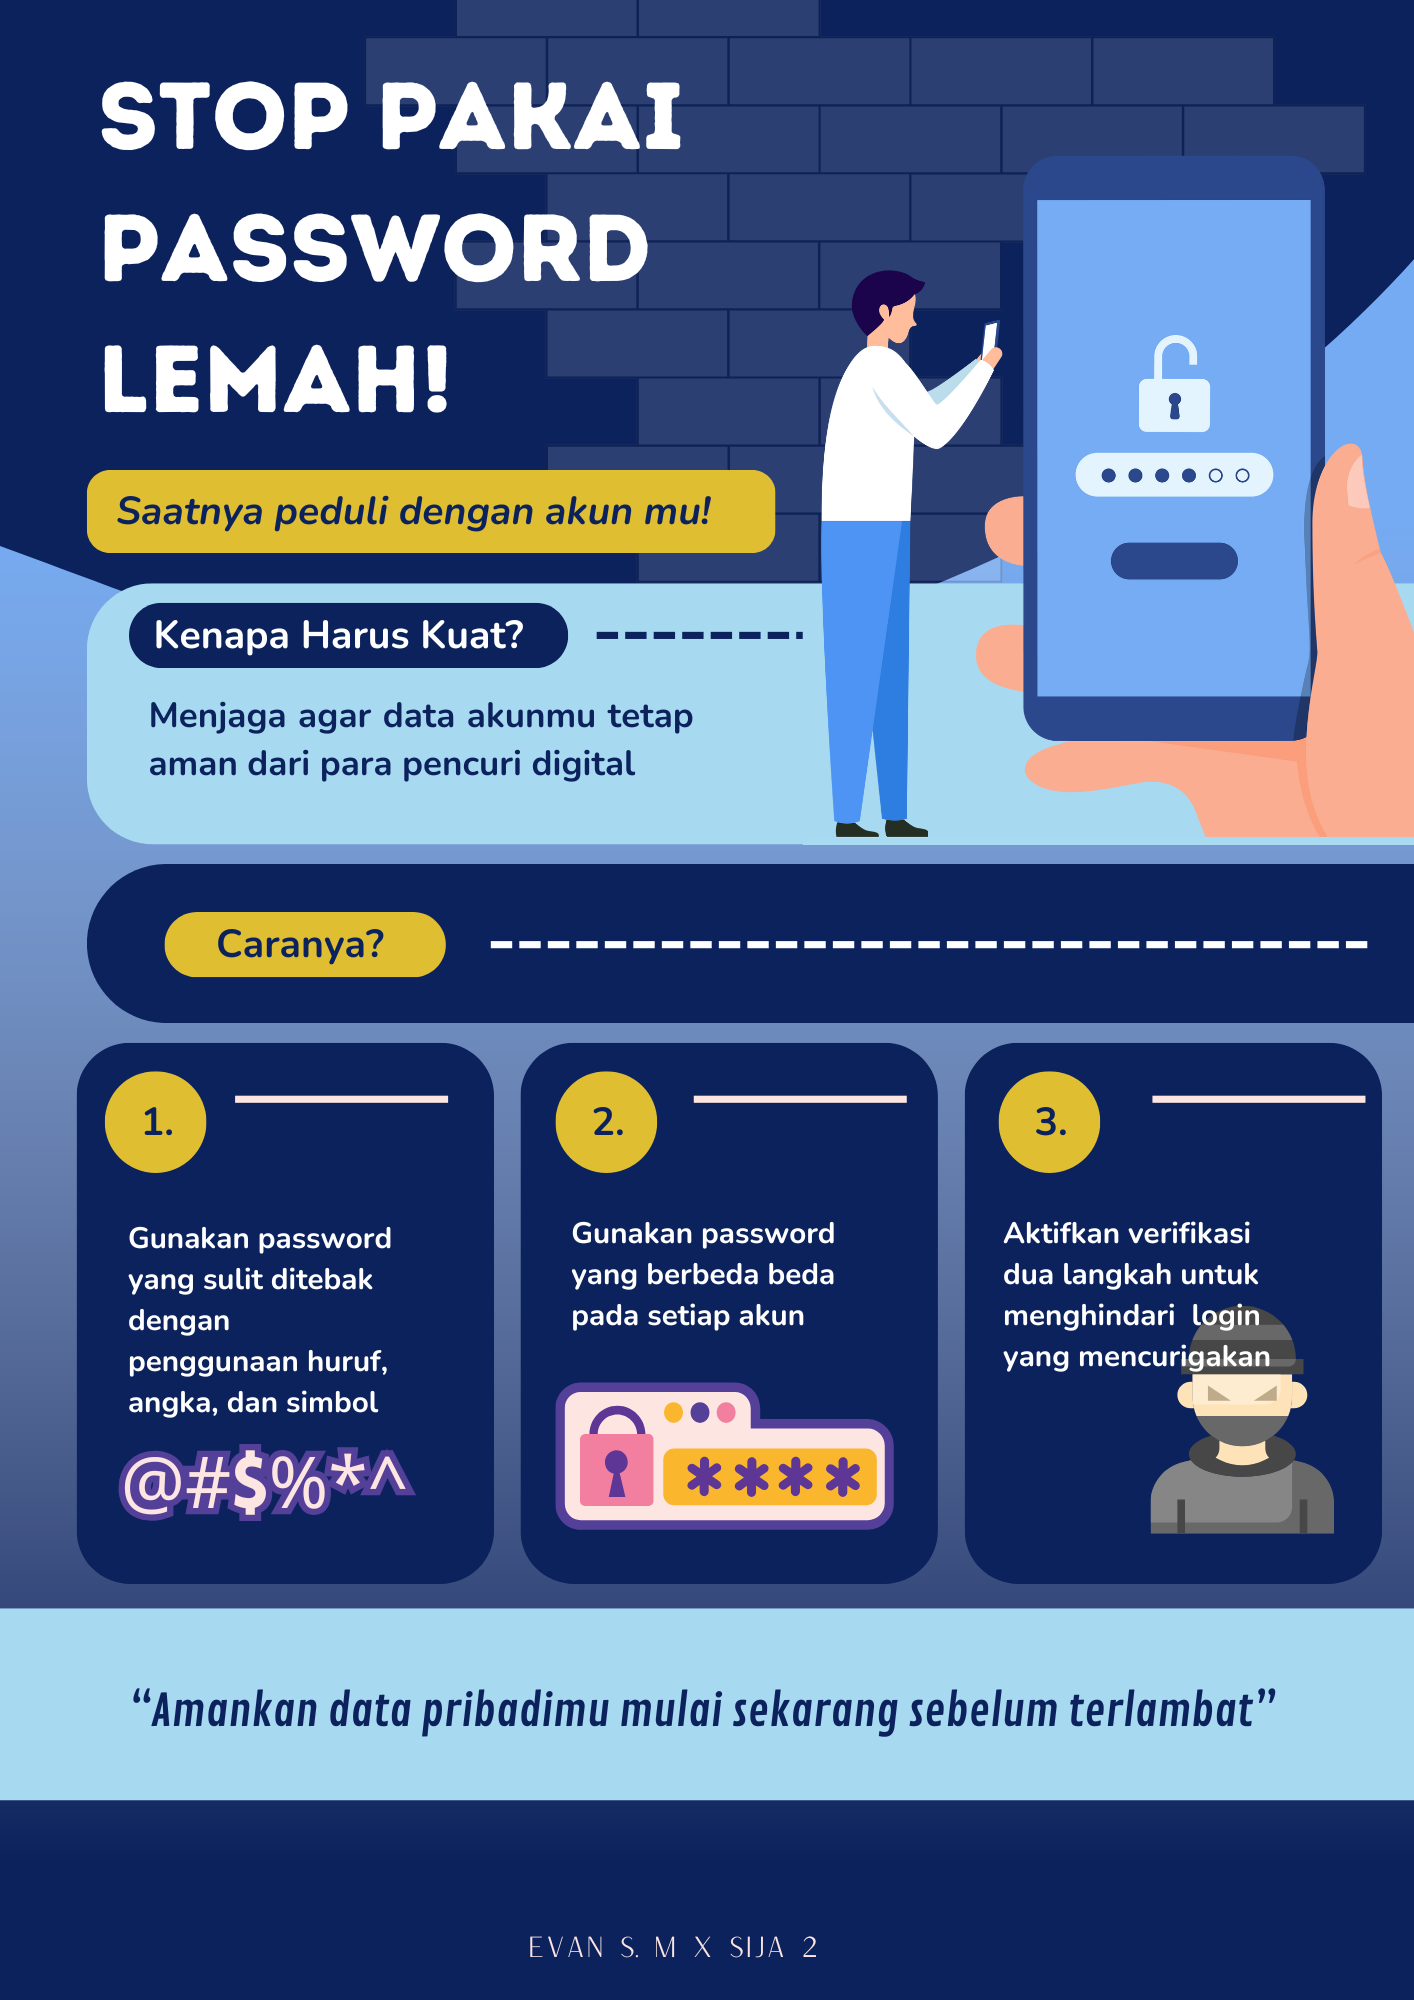 STOP PAKAI
PASSWORD
LEMAH!
Saatnya peduli dengan akun mu!
Kenapa Harus Kuat?
Menjaga agar data akunmu tetap
aman dari para pencuri digital
Caranya?
1.
Gunakan password
yang sulit ditebak
dengan
penggunaan huruf,
angka, dan simbol
@#$%*^
2.
Gunakan password
yang berbeda beda
pada setiap akun
****
3.
Aktifkan verifikasi
dua langkah untuk
menghindari  login
yang mencurigakan
“Amankan data pribadimu mulai sekarang sebelum terlambat”
EVAN S. M X SIJA 2